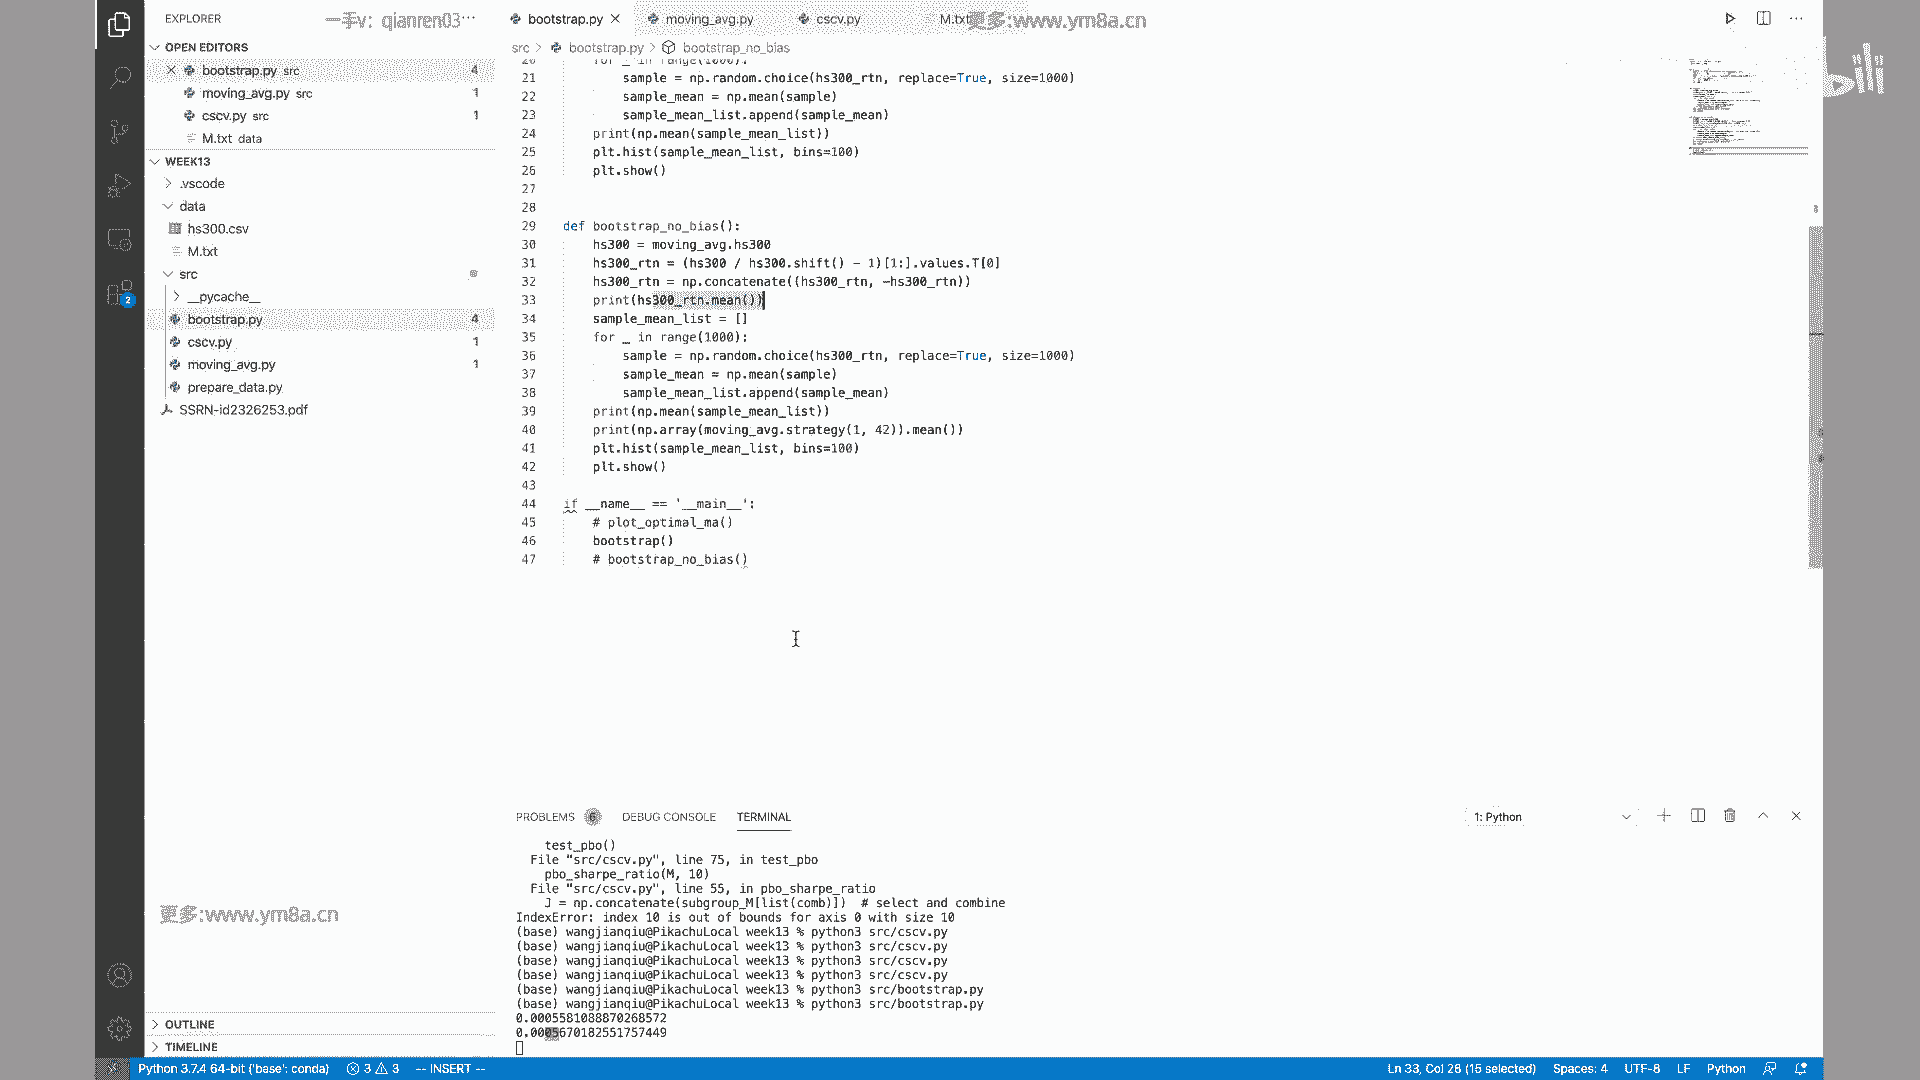 EXPLORER
一手v: qianren03
bootstrap.py
moving_avg.py
cscv.py
M.txt
更多:www.ym8a.cn
bili
OPEN EDITORS
src > bootstrap.py > bootstrap_no_bias
bootstrap.py src 4
moving_avg.py src 1
cscv.py src 1
M.txt data
WEEK13
.vscode
data
hs300.csv
M.txt
src
__pycache__
bootstrap.py 4
cscv.py 1
moving_avg.py 1
prepare_data.py
SSRN-id2326253.pdf
2
20 for _ in range(1000):
21 sample = np.random.choice(hs300_rtn, replace=True, size=1000)
22 sample_mean = np.mean(sample)
23 sample_mean_list.append(sample_mean)
24 print(np.mean(sample_mean_list))
25 plt.hist(sample_mean_list, bins=100)
26 plt.show()
27
28
29 def bootstrap_no_bias():
30 hs300 = moving_avg.hs300
31 hs300_rtn = (hs300 / hs300.shift() - 1)[1:].values.T[0]
32 hs300_rtn = np.concatenate((hs300_rtn, -hs300_rtn))
33 print(hs300_rtn.mean())
34 sample_mean_list = []
35 for _ in range(1000):
36 sample = np.random.choice(hs300_rtn, replace=True, size=1000)
37 sample_mean = np.mean(sample)
38 sample_mean_list.append(sample_mean)
39 print(np.mean(sample_mean_list))
40 print(np.array(moving_avg.strategy(1, 42)).mean())
41 plt.hist(sample_mean_list, bins=100)
42 plt.show()
43
44 if __name__ == '__main__':
45 # plot_optimal_ma()
46 bootstrap()
47 # bootstrap_no_bias()
PROBLEMS 6 DEBUG CONSOLE TERMINAL 1: Python
test_pbo()
File "src/cscv.py", line 75, in test_pbo
pbo_sharpe_ratio(M, 10)
File "src/cscv.py", line 55, in pbo_sharpe_ratio
J = np.concatenate(subgroup_M[list(comb)]) # select and combine
IndexError: index 10 is out of bounds for axis 0 with size 10
(base) wangjianqiu@PikachuLocal week13 % python3 src/cscv.py
(base) wangjianqiu@PikachuLocal week13 % python3 src/cscv.py
(base) wangjianqiu@PikachuLocal week13 % python3 src/cscv.py
(base) wangjianqiu@PikachuLocal week13 % python3 src/cscv.py
(base) wangjianqiu@PikachuLocal week13 % python3 src/bootstrap.py
(base) wangjianqiu@PikachuLocal week13 % python3 src/bootstrap.py
0.0005581088870268572
0.0005670182551757449
更多:www.ym8a.cn
OUTLINE
TIMELINE
Python 3.7.4 64-bit ('base': conda) 3 3 -- INSERT -- Ln 33, Col 26 (15 selected) Spaces: 4 UTF-8 LF Python